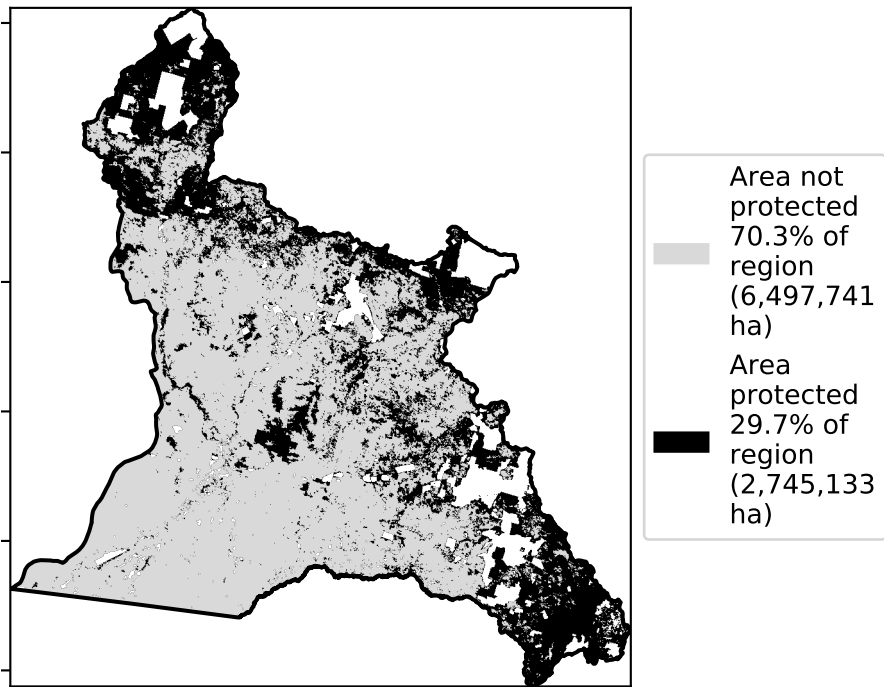 Area not
protected
70.3% of
region
(6,497,741
ha)
Area
protected
29.7% of
region
(2,745,133
ha)